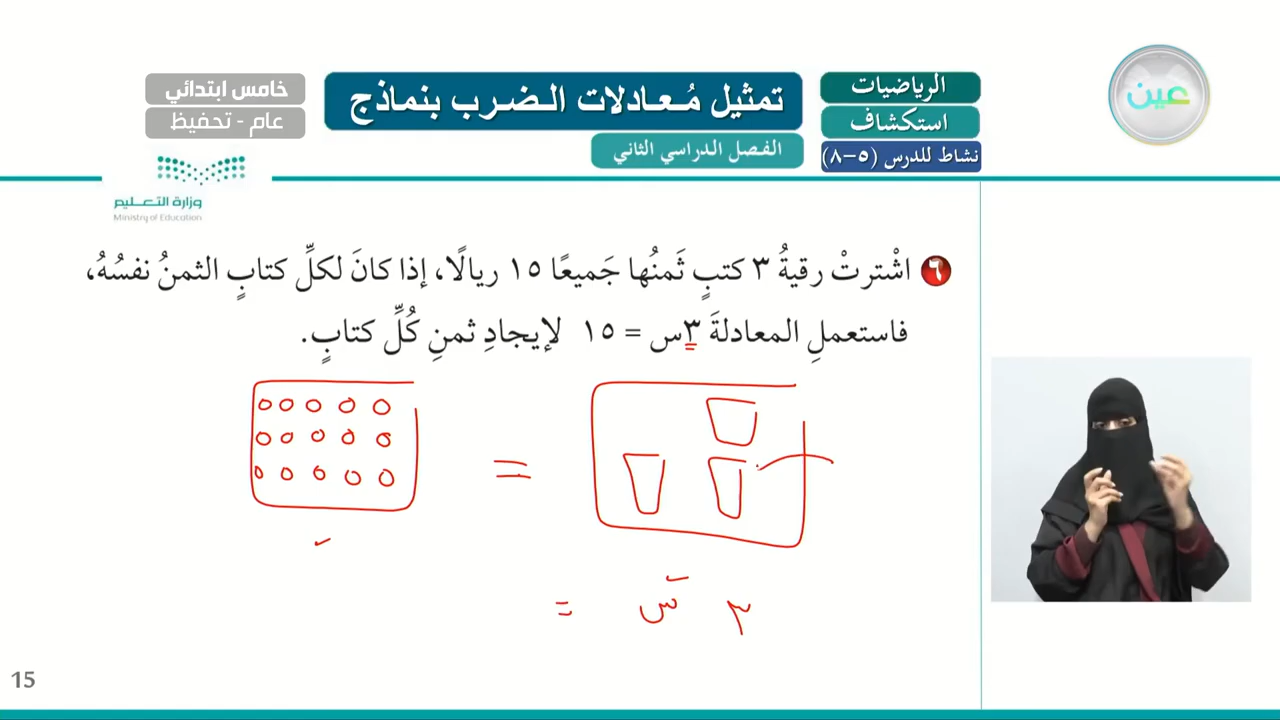 خامس ابتدائي
عام - تحفيظ
تمثيل مُعادلات الضرب بنماذج
الفصل الدراسي الثاني
الرياضيات
استكشاف
نشاط للدرس (٥-٨)
عين
وزارة التعليم
Ministry of Education
٦ اشْترتْ رقيةُ ٣ كتبٍ ثَمنُها جَميعًا ١٥ ريالًا، إذا كانَ لكلِّ كتابٍ الثمنُ نفسُهُ،
فاستعملِ المعادلةَ ٣س = ١٥ لإيجادِ ثمنِ كُلِّ كتابٍ.
=
٣ س =
15